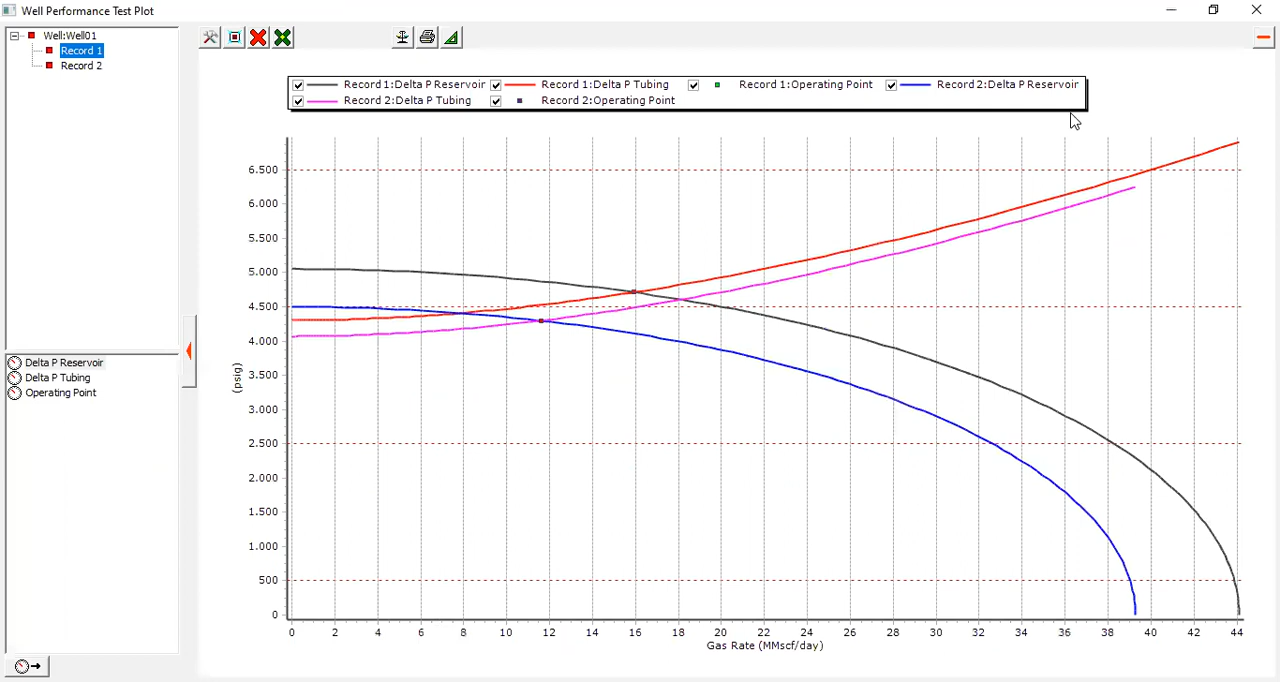 Well Performance Test Plot
Well:Well01
Record 1
Record 2
Record 1:Delta P Reservoir Record 1:Delta P Tubing Record 1:Operating Point Record 2:Delta P Reservoir
Record 2:Delta P Tubing Record 2:Operating Point
6.500
6.000
5.500
5.000
4.500
4.000
3.500
3.000
2.500
2.000
1.500
1.000
500
0
(psig)
0 2 4 6 8 10 12 14 16 18 20 22 24 26 28 30 32 34 36 38 40 42 44
Gas Rate (MMscf/day)
Delta P Reservoir
Delta P Tubing
Operating Point